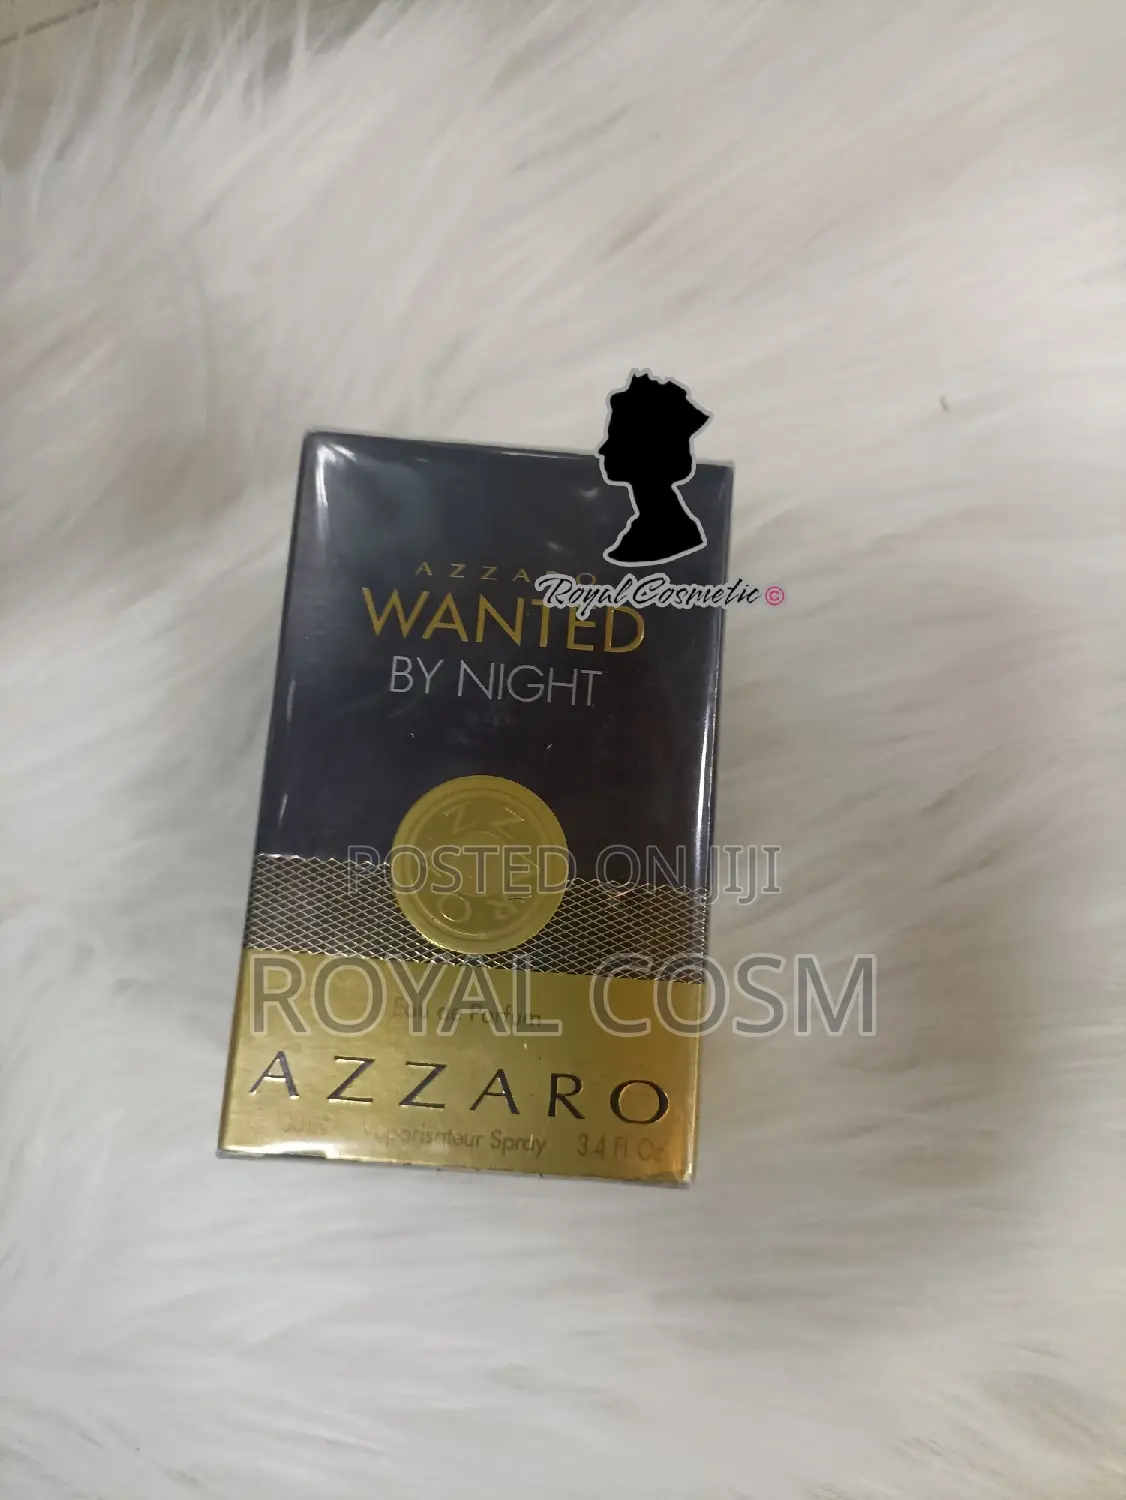 AZZARO
Royal Cosmetic ©
WANTED
BY NIGHT
AZZARO
POSTED ON JIJI
ROYAL COSM
Eau de Parfum
AZZARO
Vaporisateur Spray 3.4 Fl. Oz